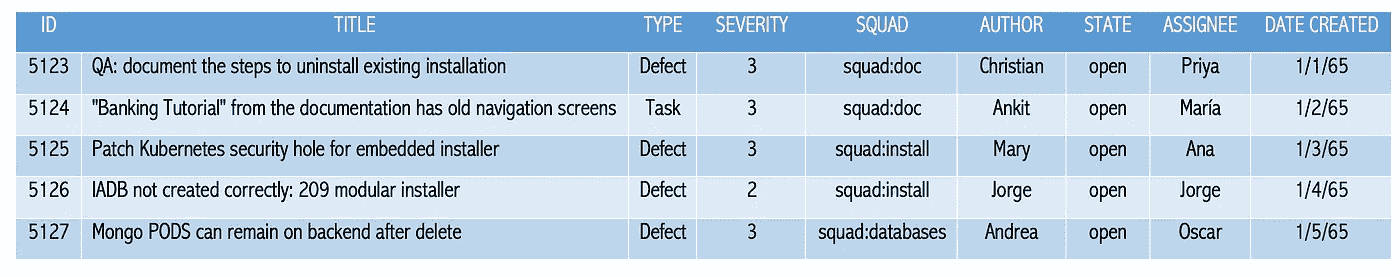 ID TITLE TYPE SEVERITY SQUAD AUTHOR STATE ASSIGNEE DATE CREATED
5123 QA: document the steps to uninstall existing installation Defect 3 squad:doc Christian open Priya 1/1/65
5124 "Banking Tutorial" from the documentation has old navigation screens Task 3 squad:doc Ankit open María 1/2/65
5125 Patch Kubernetes security hole for embedded installer Defect 3 squad:install Mary open Ana 1/3/65
5126 IADB not created correctly: 209 modular installer Defect 2 squad:install Jorge open Jorge 1/4/65
5127 Mongo PODS can remain on backend after delete Defect 3 squad:databases Andrea open Oscar 1/5/65